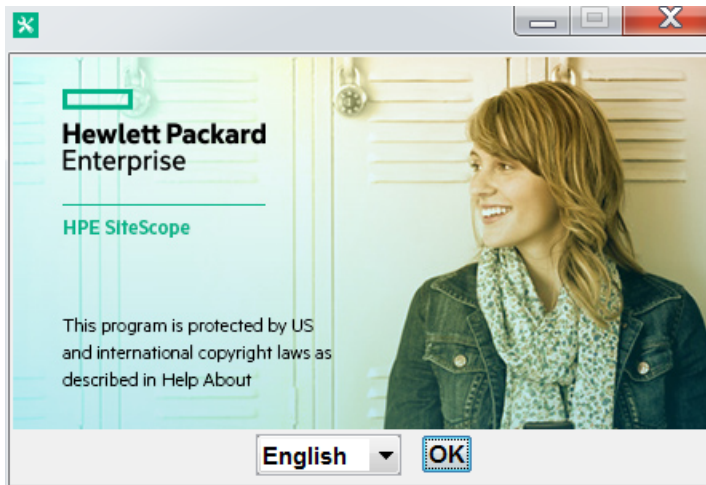 Hewlett Packard
Enterprise
HPE SiteScope
This program is protected by US
and international copyright laws as
described in Help About
English OK